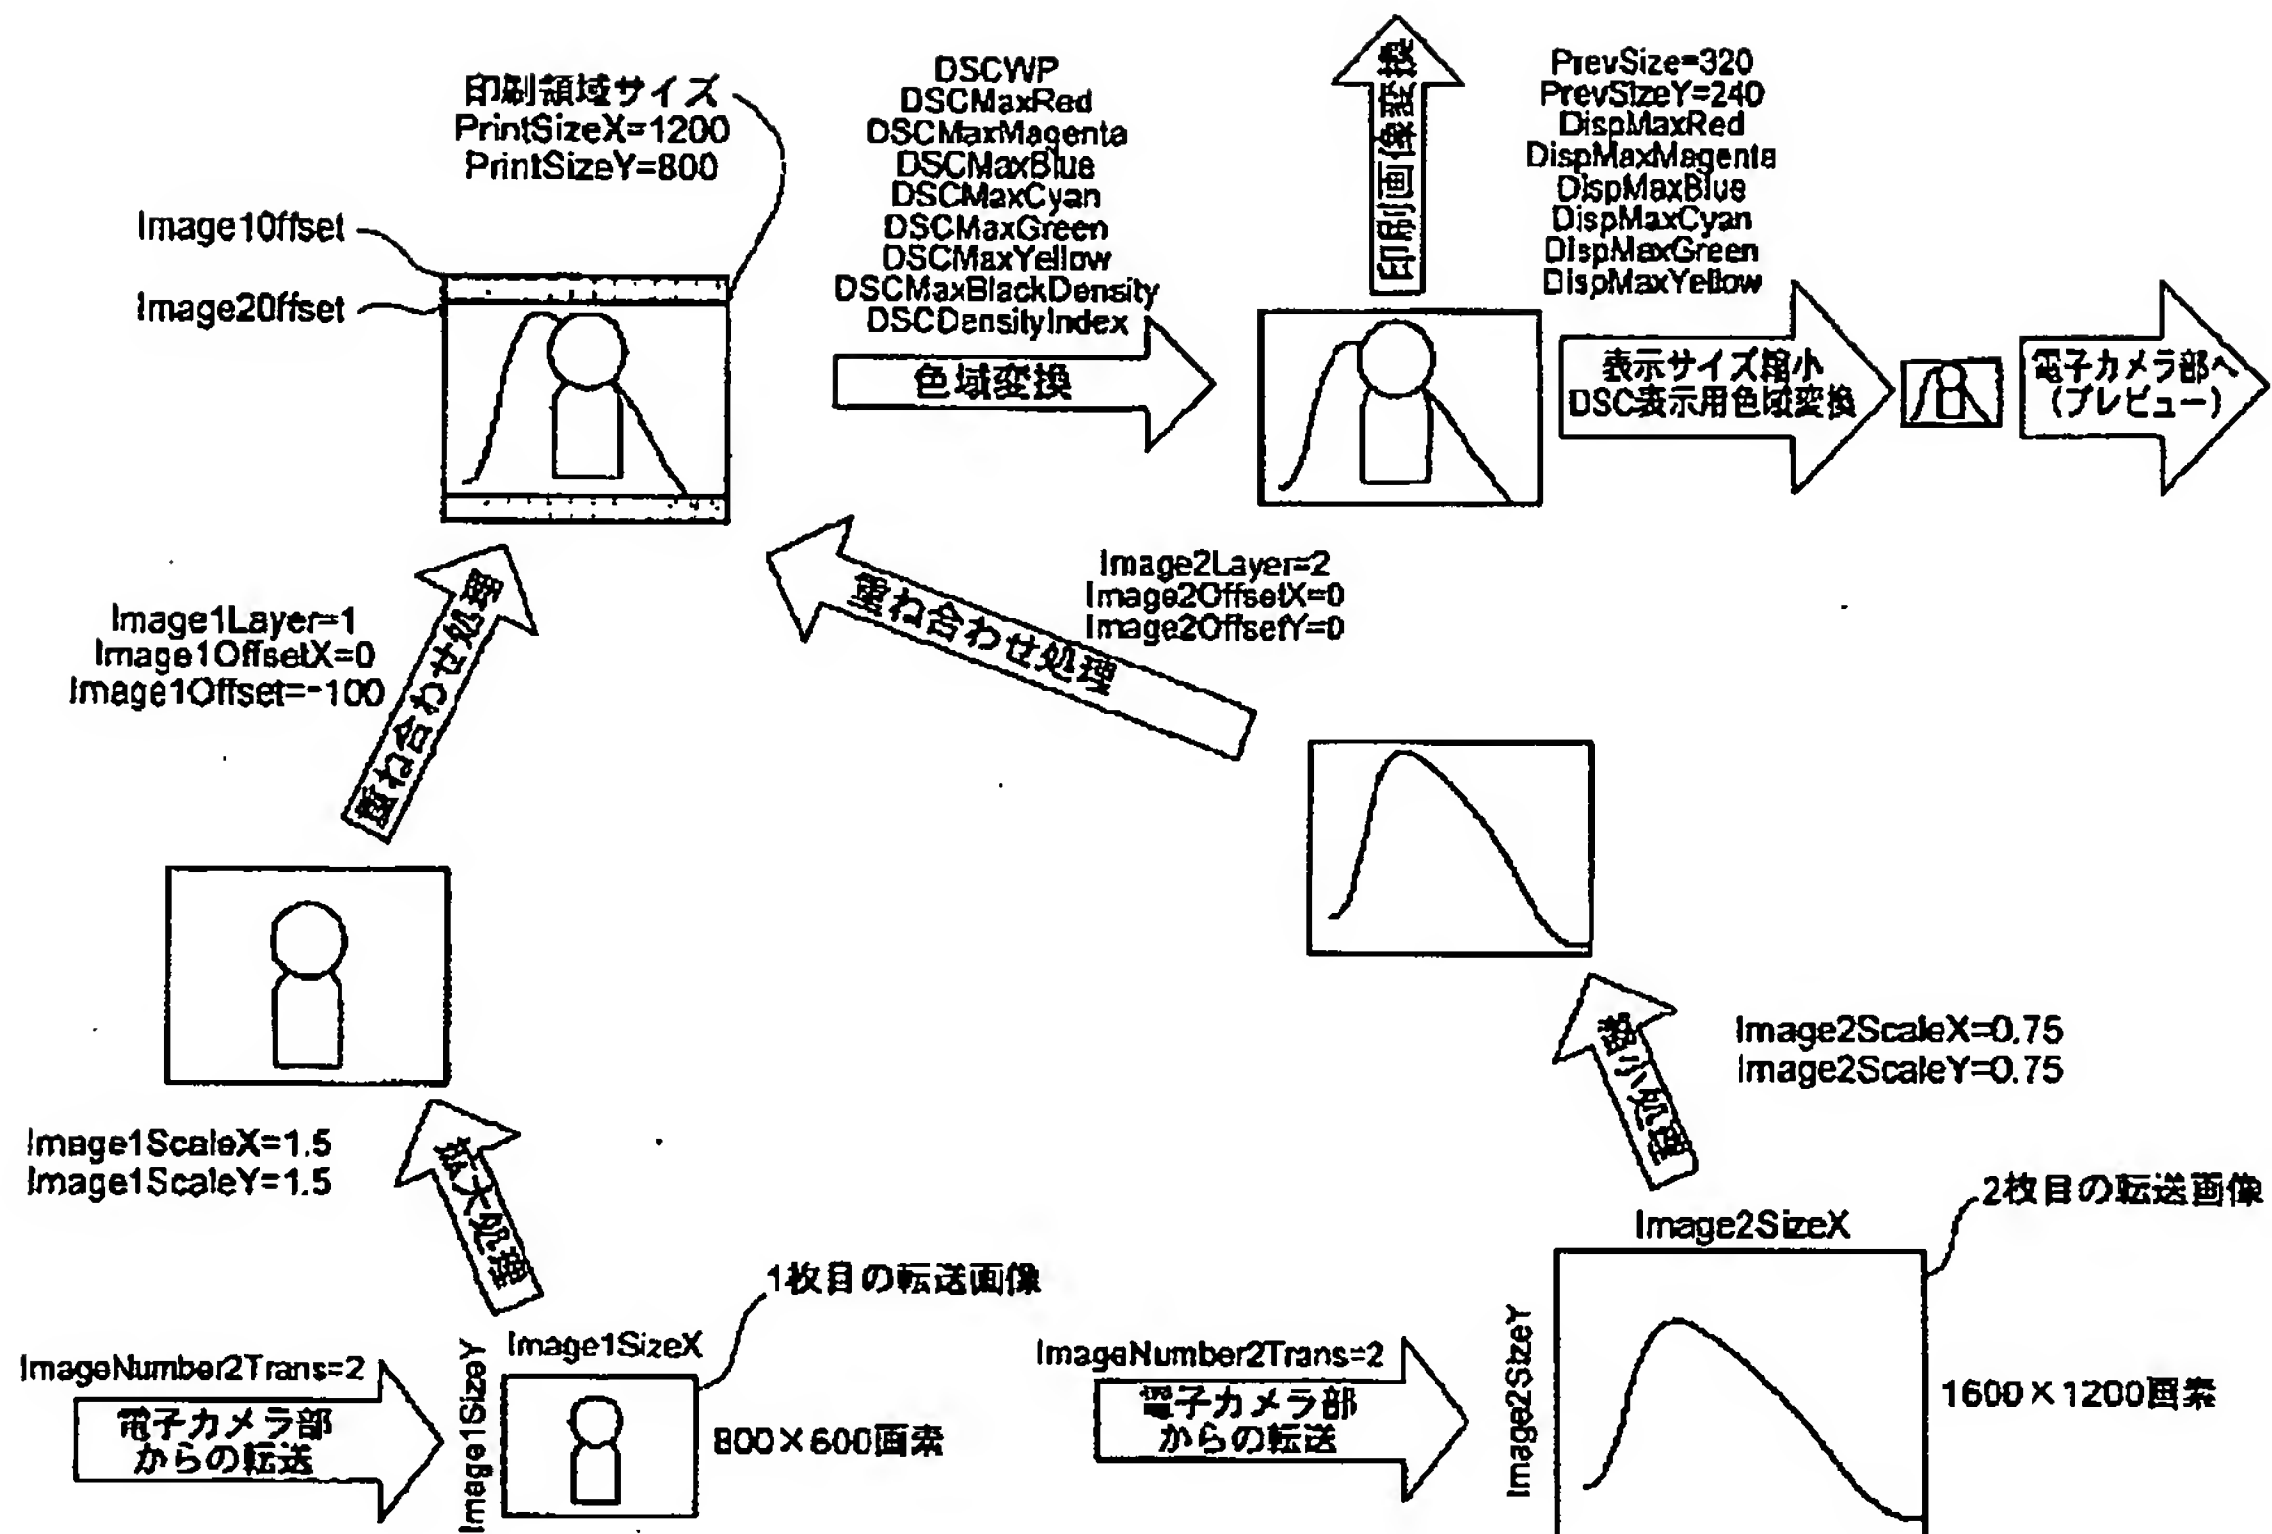 印刷領域サイズ
PrintSizeX=1200
PrintSizeY=800
Image10ffset
Image20ffset
DSCWP
DSCMaxRed
DSCMaxMagenta
DSCMaxBlue
DSCMaxCyan
DSCMaxGreen
DSCMaxYellow
DSCMaxBlackDensity
DSCDensityIndex
色域変換
印刷画像変換
PrevSize=320
PrevSizeY=240
DispMaxRed
DispMaxMagenta
DispMaxBlue
DispMaxCyan
DispMaxGreen
DispMaxYellow
表示サイズ縮小
DSC表示用色域変換
電子カメラ部へ
(プレビュー)
Image1Layer=1
Image1OffsetX=0
Image1Offset=-100
重ね合わせ処理
Image2Layer=2
Image2OffsetX=0
Image2OffsetY=0
重ね合わせ処理
Image1ScaleX=1.5
Image1ScaleY=1.5
拡大処理
Image2ScaleX=0.75
Image2ScaleY=0.75
縮小処理
ImageNumber2Trans=2
電子カメラ部
からの転送
Image1SizeX
Image1SizeY
1枚目の転送画像
800×600画素
ImageNumber2Trans=2
電子カメラ部
からの転送
Image2SizeX
Image2SizeY
2枚目の転送画像
1600×1200画素